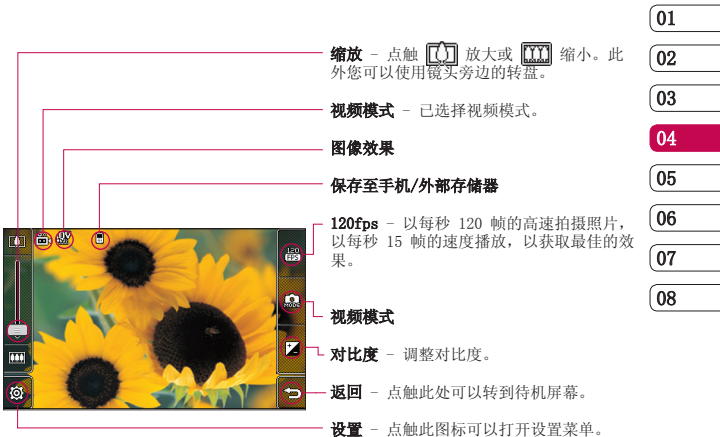 缩放 - 点触 放大或 缩小。此
外您可以使用镜头旁边的转盘。
视频模式 - 已选择视频模式。
图像效果
保存至手机/外部存储器
120fps - 以每秒 120 帧的高速拍摄照片,
以每秒 15 帧的速度播放, 以获取最佳的效
果。
视频模式
对比度 - 调整对比度。
返回 - 点触此处可以转到待机屏幕。
设置 - 点触此图标可以打开设置菜单。
120
FPS
MODE
01
02
03
04
05
06
07
08